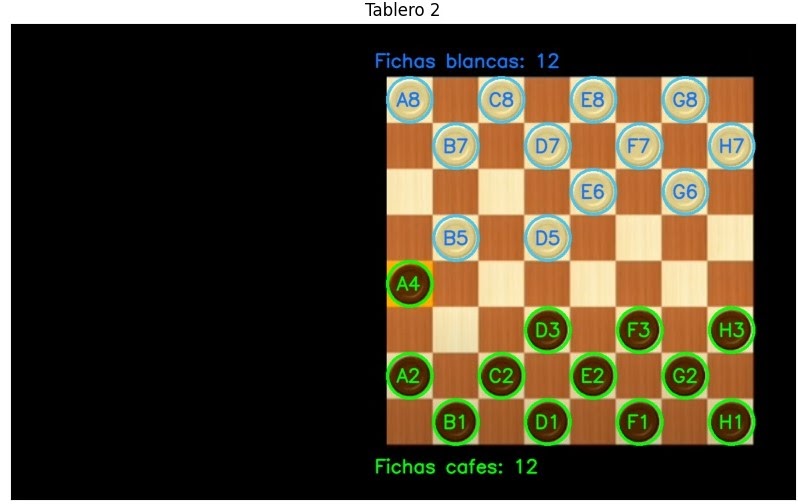 Tablero 2
Fichas blancas: 12
A8 C8 E8 G8
B7 D7 F7 H7
E6 G6
B5 D5
A4
D3 F3 H3
A2 C2 E2 G2
B1 D1 F1 H1
Fichas cafes: 12